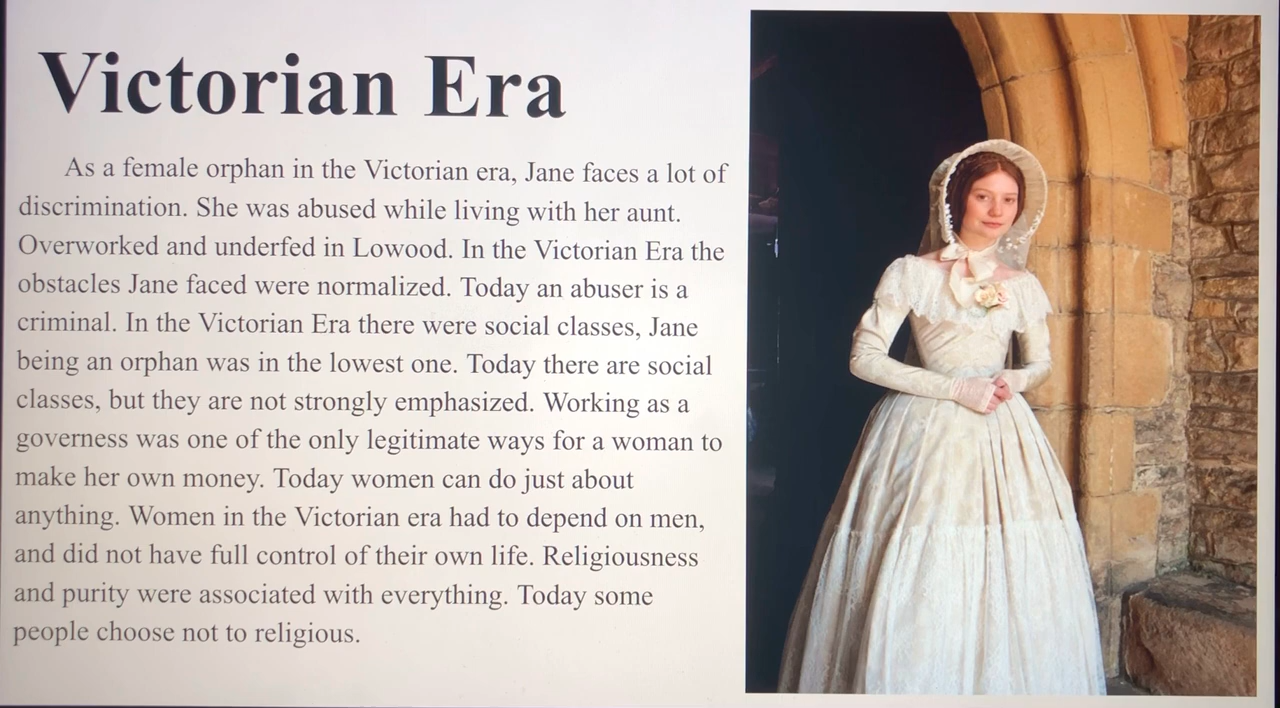 Victorian Era
As a female orphan in the Victorian era, Jane faces a lot of
discrimination. She was abused while living with her aunt.
Overworked and underfed in Lowood. In the Victorian Era the
obstacles Jane faced were normalized. Today an abuser is a
criminal. In the Victorian Era there were social classes, Jane
being an orphan was in the lowest one. Today there are social
classes, but they are not strongly emphasized. Working as a
governess was one of the only legitimate ways for a woman to
make her own money. Today women can do just about
anything. Women in the Victorian era had to depend on men,
and did not have full control of their own life. Religiousness
and purity were associated with everything. Today some
people choose not to religious.